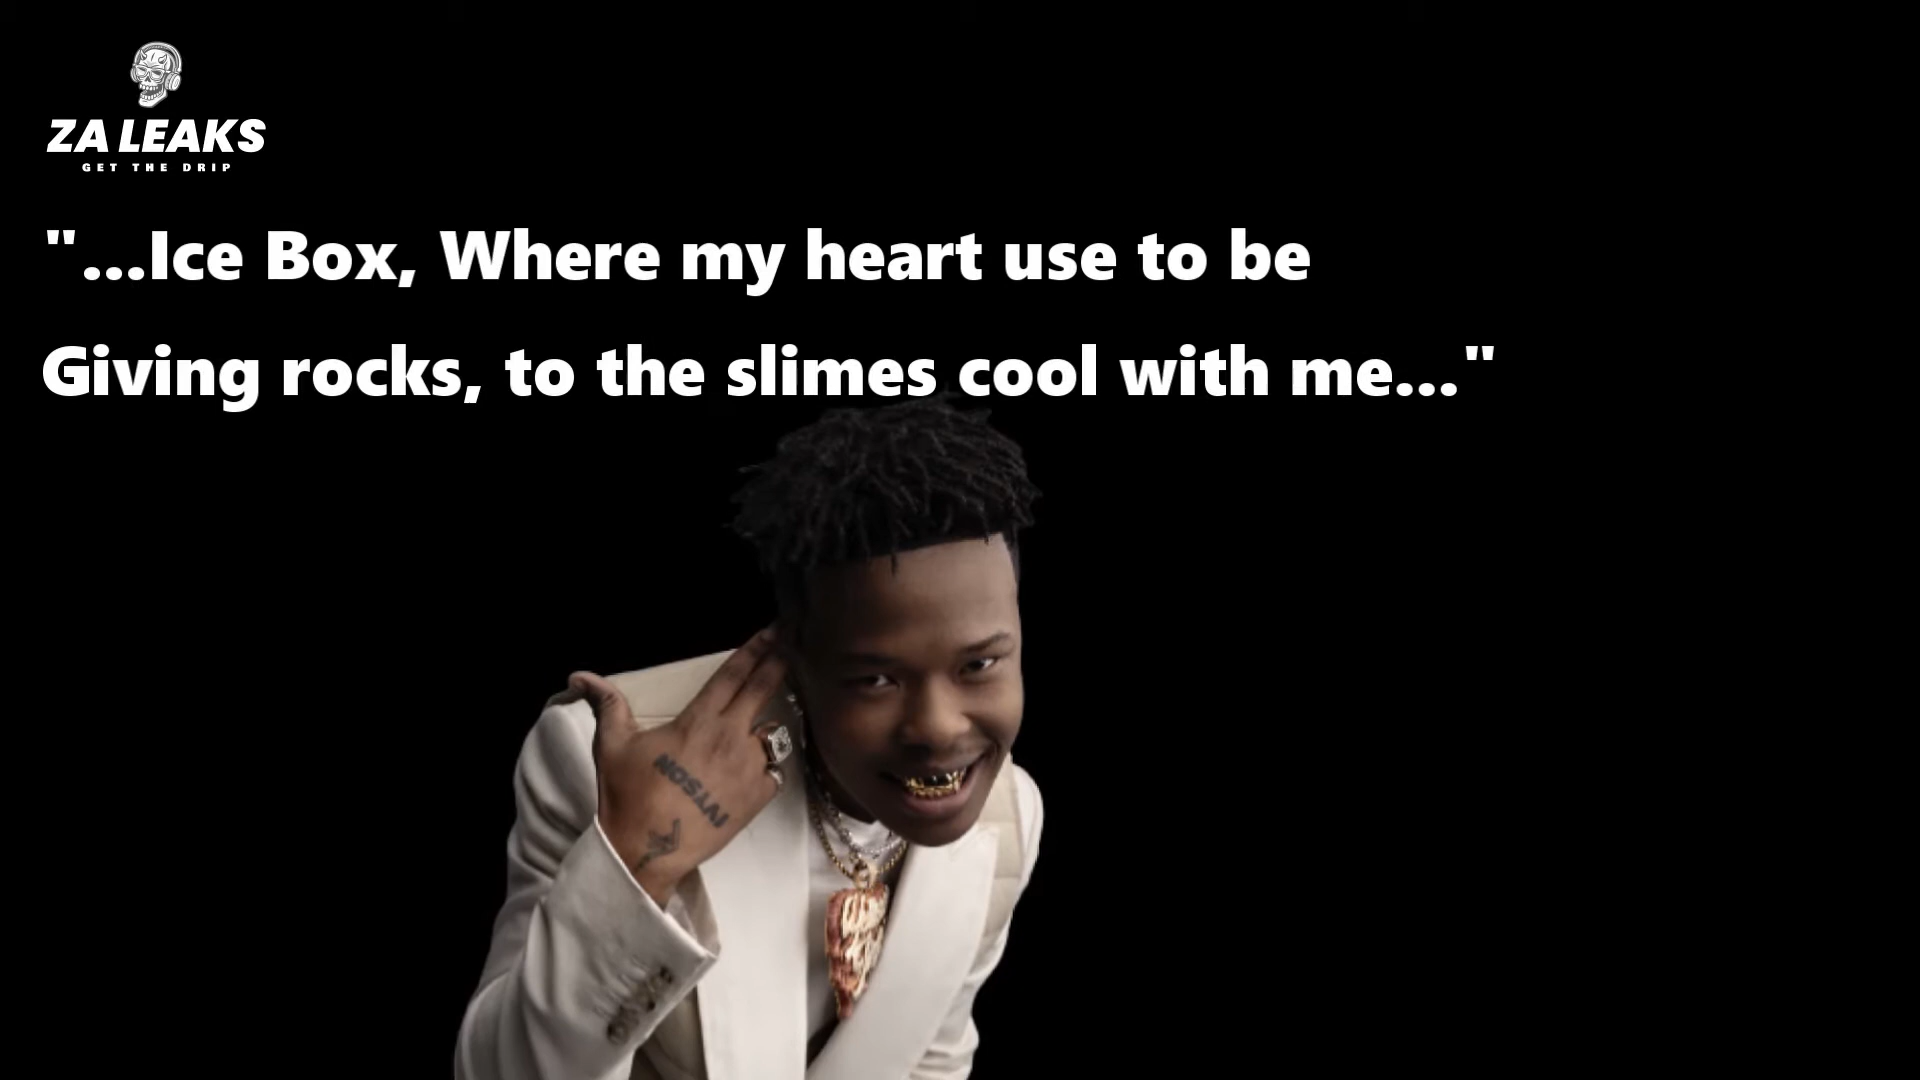 ZA LEAKS
GET THE DRIP
"...Ice Box, Where my heart use to be
Giving rocks, to the slimes cool with me..."
IVYSON